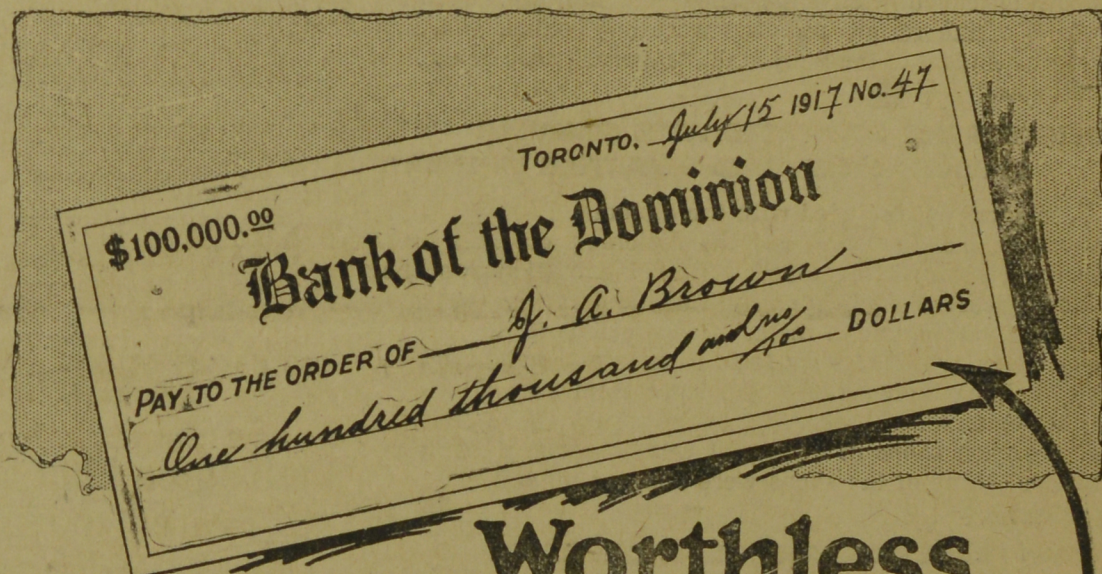 TORONTO. July 15 1917 No. 47
$100,000.00
Bank of the Dominion
PAY TO THE ORDER OF J. A. Brown
One hundred thousand and no/100 DOLLARS
Worthless